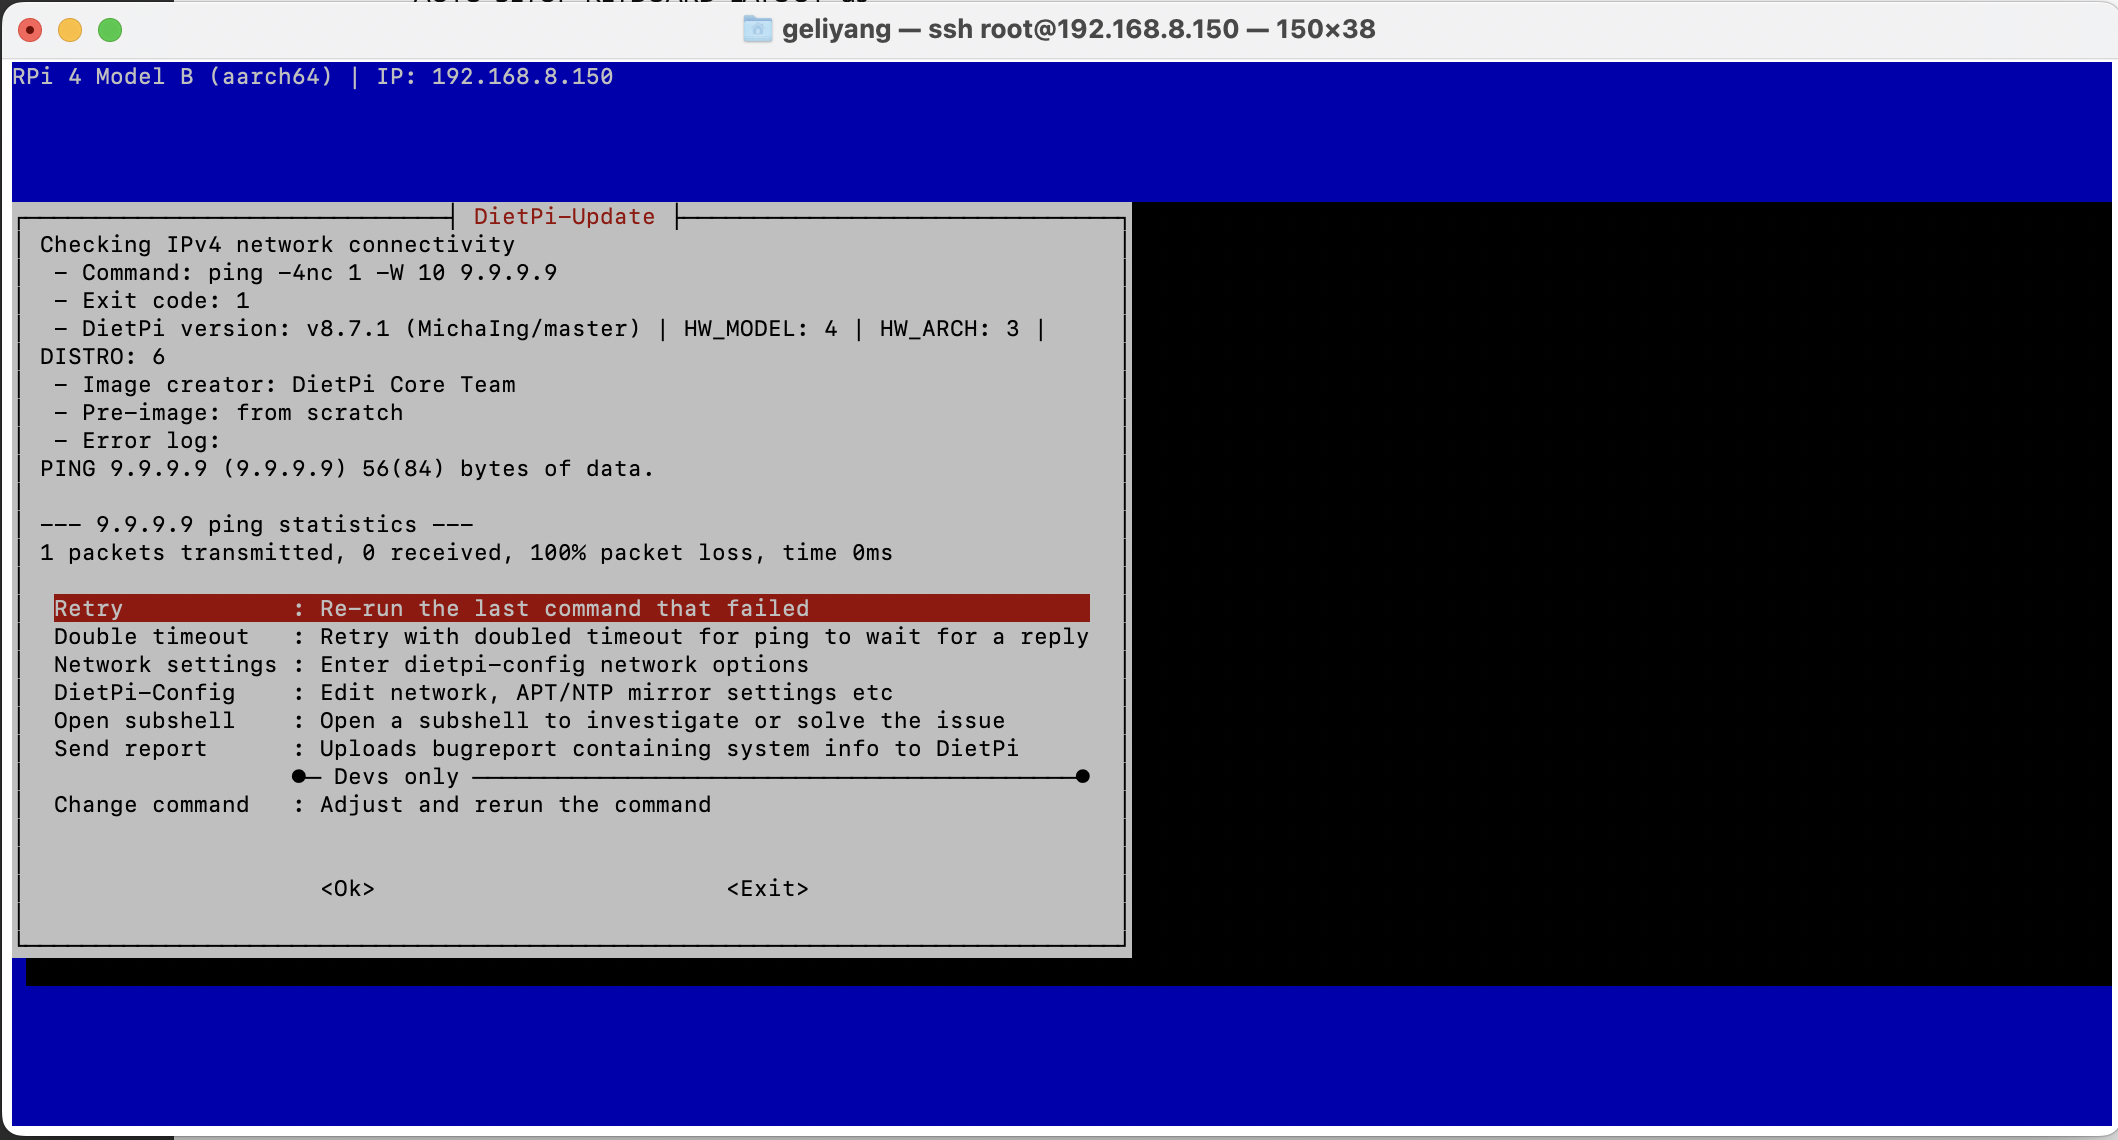 geliyang — ssh root@192.168.8.150 — 150×38
RPi 4 Model B (aarch64) | IP: 192.168.8.150
DietPi-Update
Checking IPv4 network connectivity
- Command: ping -4nc 1 -W 10 9.9.9.9
- Exit code: 1
- DietPi version: v8.7.1 (MichaIng/master) | HW_MODEL: 4 | HW_ARCH: 3 |
DISTRO: 6
- Image creator: DietPi Core Team
- Pre-image: from scratch
- Error log:
PING 9.9.9.9 (9.9.9.9) 56(84) bytes of data.
--- 9.9.9.9 ping statistics ---
1 packets transmitted, 0 received, 100% packet loss, time 0ms
Retry : Re-run the last command that failed
Double timeout : Retry with doubled timeout for ping to wait for a reply
Network settings : Enter dietpi-config network options
DietPi-Config : Edit network, APT/NTP mirror settings etc
Open subshell : Open a subshell to investigate or solve the issue
Send report : Uploads bugreport containing system info to DietPi
●─ Devs only ─●
Change command : Adjust and rerun the command
<Ok> <Exit>